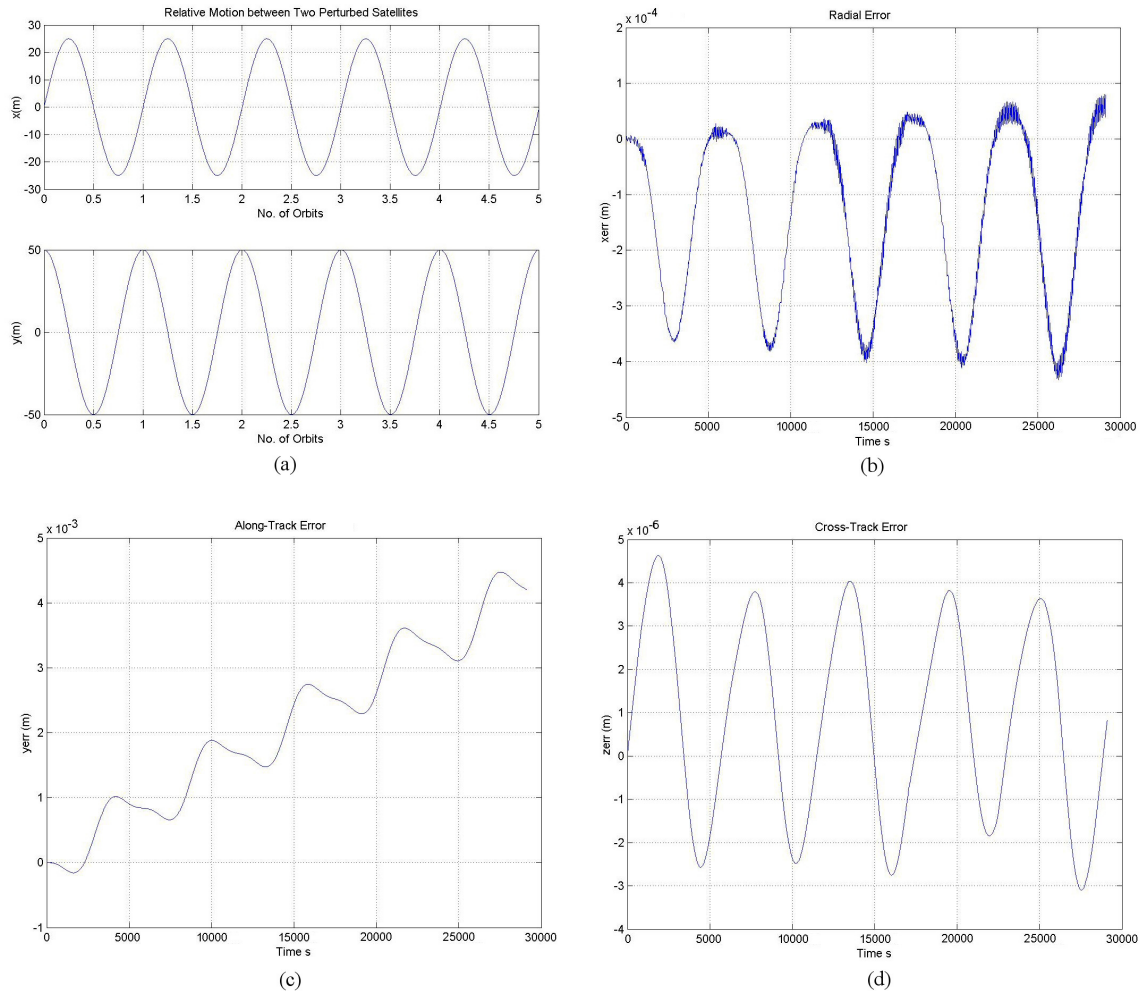 Relative Motion between Two Perturbed Satellites
30
20
10
0
-10
-20
-30
x(m)
0 0.5 1 1.5 2 2.5 3 3.5 4 4.5 5
No. of Orbits
50
0
-50
y(m)
0 0.5 1 1.5 2 2.5 3 3.5 4 4.5 5
No. of Orbits
(a)
x 10^-4
Radial Error
2
1
0
-1
-2
-3
-4
-5
xerr (m)
0 5000 10000 15000 20000 25000 30000
Time s
(b)
x 10^-3
Along-Track Error
5
4
3
2
1
0
-1
yerr (m)
0 5000 10000 15000 20000 25000 30000
Time s
(c)
x 10^-6
Cross-Track Error
5
4
3
2
1
0
-1
-2
-3
-4
zerr (m)
0 5000 10000 15000 20000 25000 30000
Time s
(d)